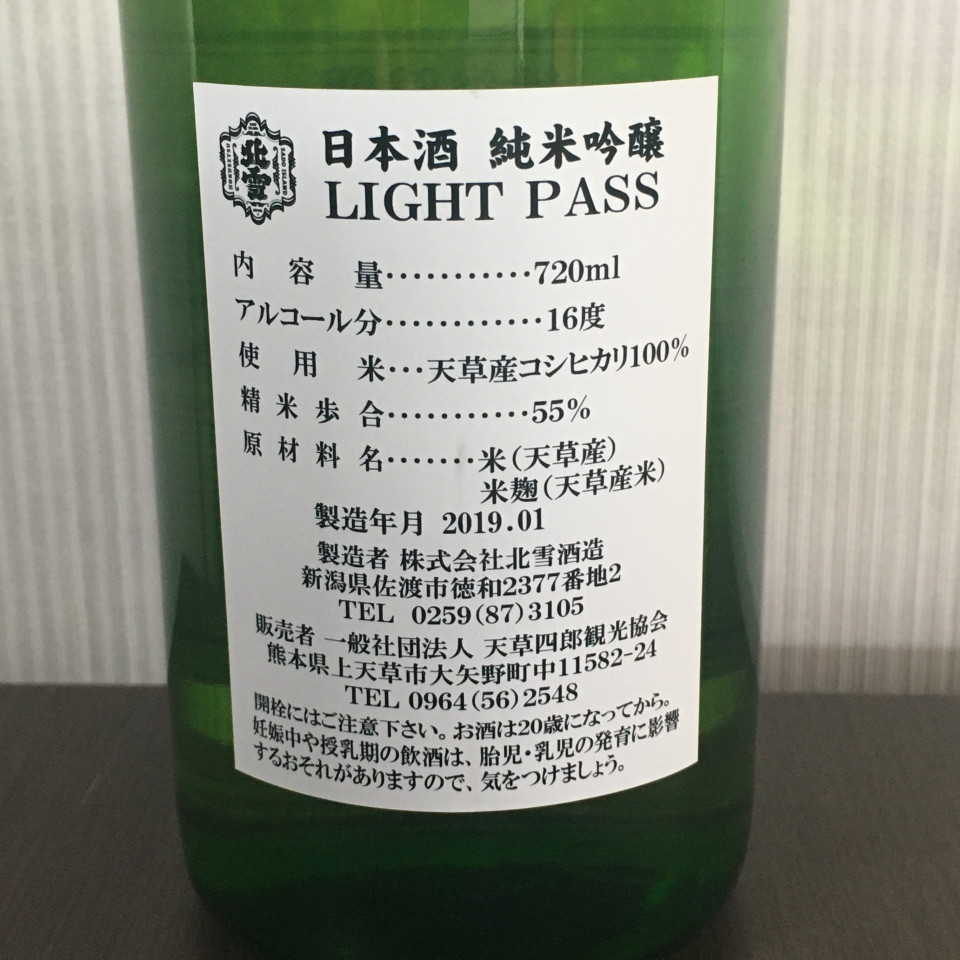 北雪
SADO ISLAND
日本酒 純米吟醸
LIGHT PASS
内容量・・・・・・・・・・・720ml
アルコール分・・・・・・・・・・・・16度
使用米・・・天草産コシヒカリ100%
精米歩合・・・・・・・・・・・55%
原材料名・・・・・・・米(天草産)
米麹(天草産米)
製造年月 2019.01
製造者 株式会社北雪酒造
新潟県佐渡市徳和2377番地2
TEL 0259(87)3105
販売者 一般社団法人 天草四郎観光協会
熊本県上天草市大矢野町中11582-24
TEL 0964(56)2548
開栓にはご注意下さい。お酒は20歳になってから。
妊娠中や授乳期の飲酒は、胎児・乳児の発育に影響
するおそれがありますので、気をつけましょう。